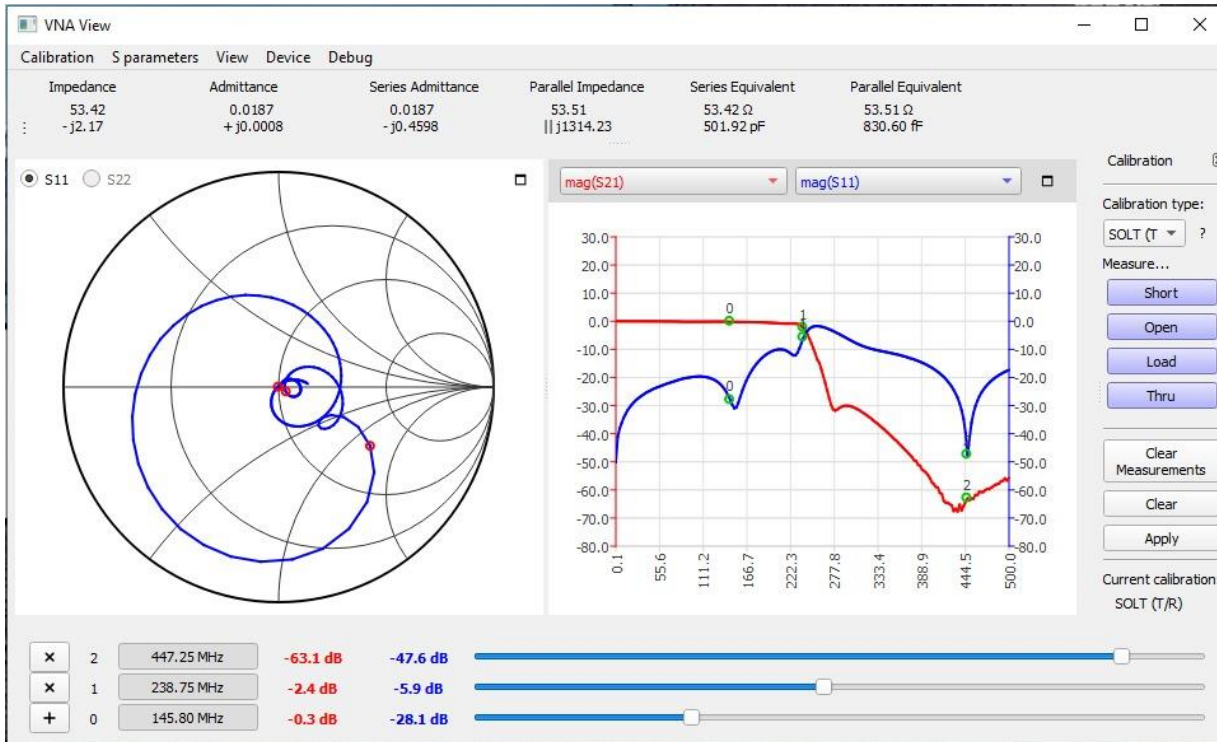 VNA View
Calibration S parameters View Device Debug
Impedance Admittance Series Admittance Parallel Impedance Series Equivalent Parallel Equivalent
53.42 0.0187 0.0187 53.51 53.42 Ω 53.51 Ω
- j2.17 + j0.0008 - j0.4598 || j1314.23 501.92 pF 830.60 fF
S11 S22
mag(S21) mag(S11)
30.0 30.0
20.0 20.0
10.0 10.0
0.0 0.0
-10.0 -10.0
-20.0 -20.0
-30.0 -30.0
-40.0 -40.0
-50.0 -50.0
-60.0 -60.0
-70.0 -70.0
-80.0 -80.0
0 1
0
2
0.1 55.6 111.2 166.7 222.3 277.8 333.4 388.9 444.5 500.0
Calibration
Calibration type:
SOLT (T ?
Measure...
Short
Open
Load
Thru
Clear
Measurements
Clear
Apply
Current calibration
SOLT (T/R)
× 2 447.25 MHz -63.1 dB -47.6 dB
× 1 238.75 MHz -2.4 dB -5.9 dB
+ 0 145.80 MHz -0.3 dB -28.1 dB